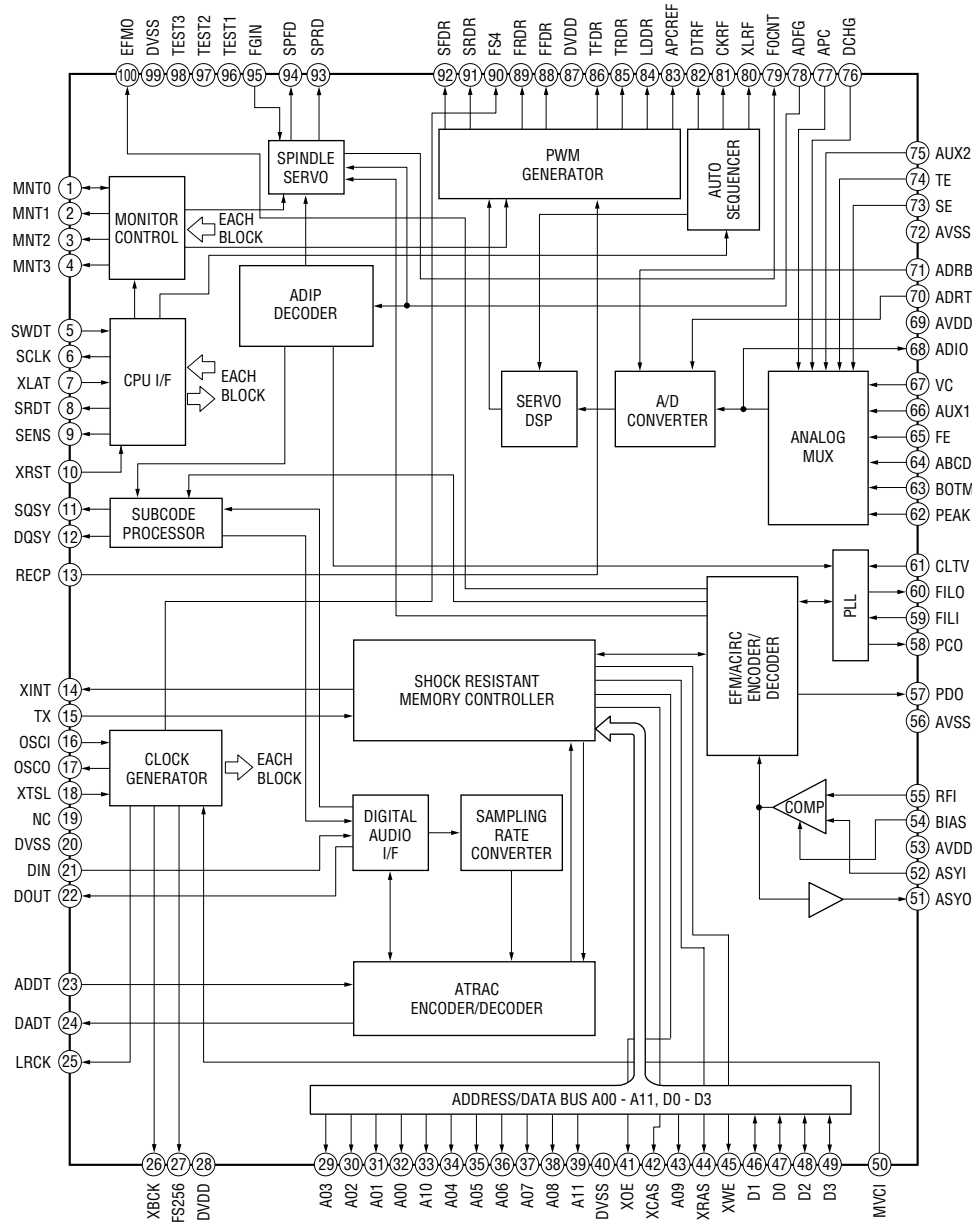 EFMO
DVSS
TEST3
TEST2
TEST1
FGIN
SPFD
SPRD
SFDR
SRDR
FS4
FRDR
FFDR
DVDD
TFDR
TRDR
LDDR
APCREF
DTRF
CKRF
XLRF
F0CNT
ADFG
APC
DCHG
100 99 98 97 96 95 94 93 92 91 90 89 88 87 86 85 84 83 82 81 80 79 78 77 76
MNT0 1
MNT1 2
MNT2 3
MNT3 4
SWDT 5
SCLK 6
XLAT 7
SRDT 8
SENS 9
XRST 10
SQSY 11
DQSY 12
RECP 13
XINT 14
TX 15
OSCI 16
OSCO 17
XTSL 18
NC 19
DVSS 20
DIN 21
DOUT 22
ADDT 23
DADT 24
LRCK 25
MONITOR
CONTROL
EACH
BLOCK
SPINDLE
SERVO
PWM
GENERATOR
AUTO
SEQUENCER
ADIP
DECODER
CPU I/F
EACH
BLOCK
SERVO
DSP
A/D
CONVERTER
ANALOG
MUX
SUBCODE
PROCESSOR
EFM/ACIRC
ENCODER/
DECODER
PLL
SHOCK RESISTANT
MEMORY CONTROLLER
CLOCK
GENERATOR
EACH
BLOCK
DIGITAL
AUDIO
I/F
SAMPLING
RATE
CONVERTER
COMP
ATRAC
ENCODER/DECODER
ADDRESS/DATA BUS A00 - A11, D0 - D3
75 AUX2
74 TE
73 SE
72 AVSS
71 ADRB
70 ADRT
69 AVDD
68 ADIO
67 VC
66 AUX1
65 FE
64 ABCD
63 BOTM
62 PEAK
61 CLTV
60 FILO
59 FILI
58 PCO
57 PDO
56 AVSS
55 RFI
54 BIAS
53 AVDD
52 ASYI
51 ASYO
26 27 28 29 30 31 32 33 34 35 36 37 38 39 40 41 42 43 44 45 46 47 48 49 50
XBCK
FS256
DVDD
A03
A02
A01
A00
A10
A04
A05
A06
A07
A08
A11
DVSS
XOE
XCAS
A09
XRAS
XWE
D1
D0
D2
D3
MVCI